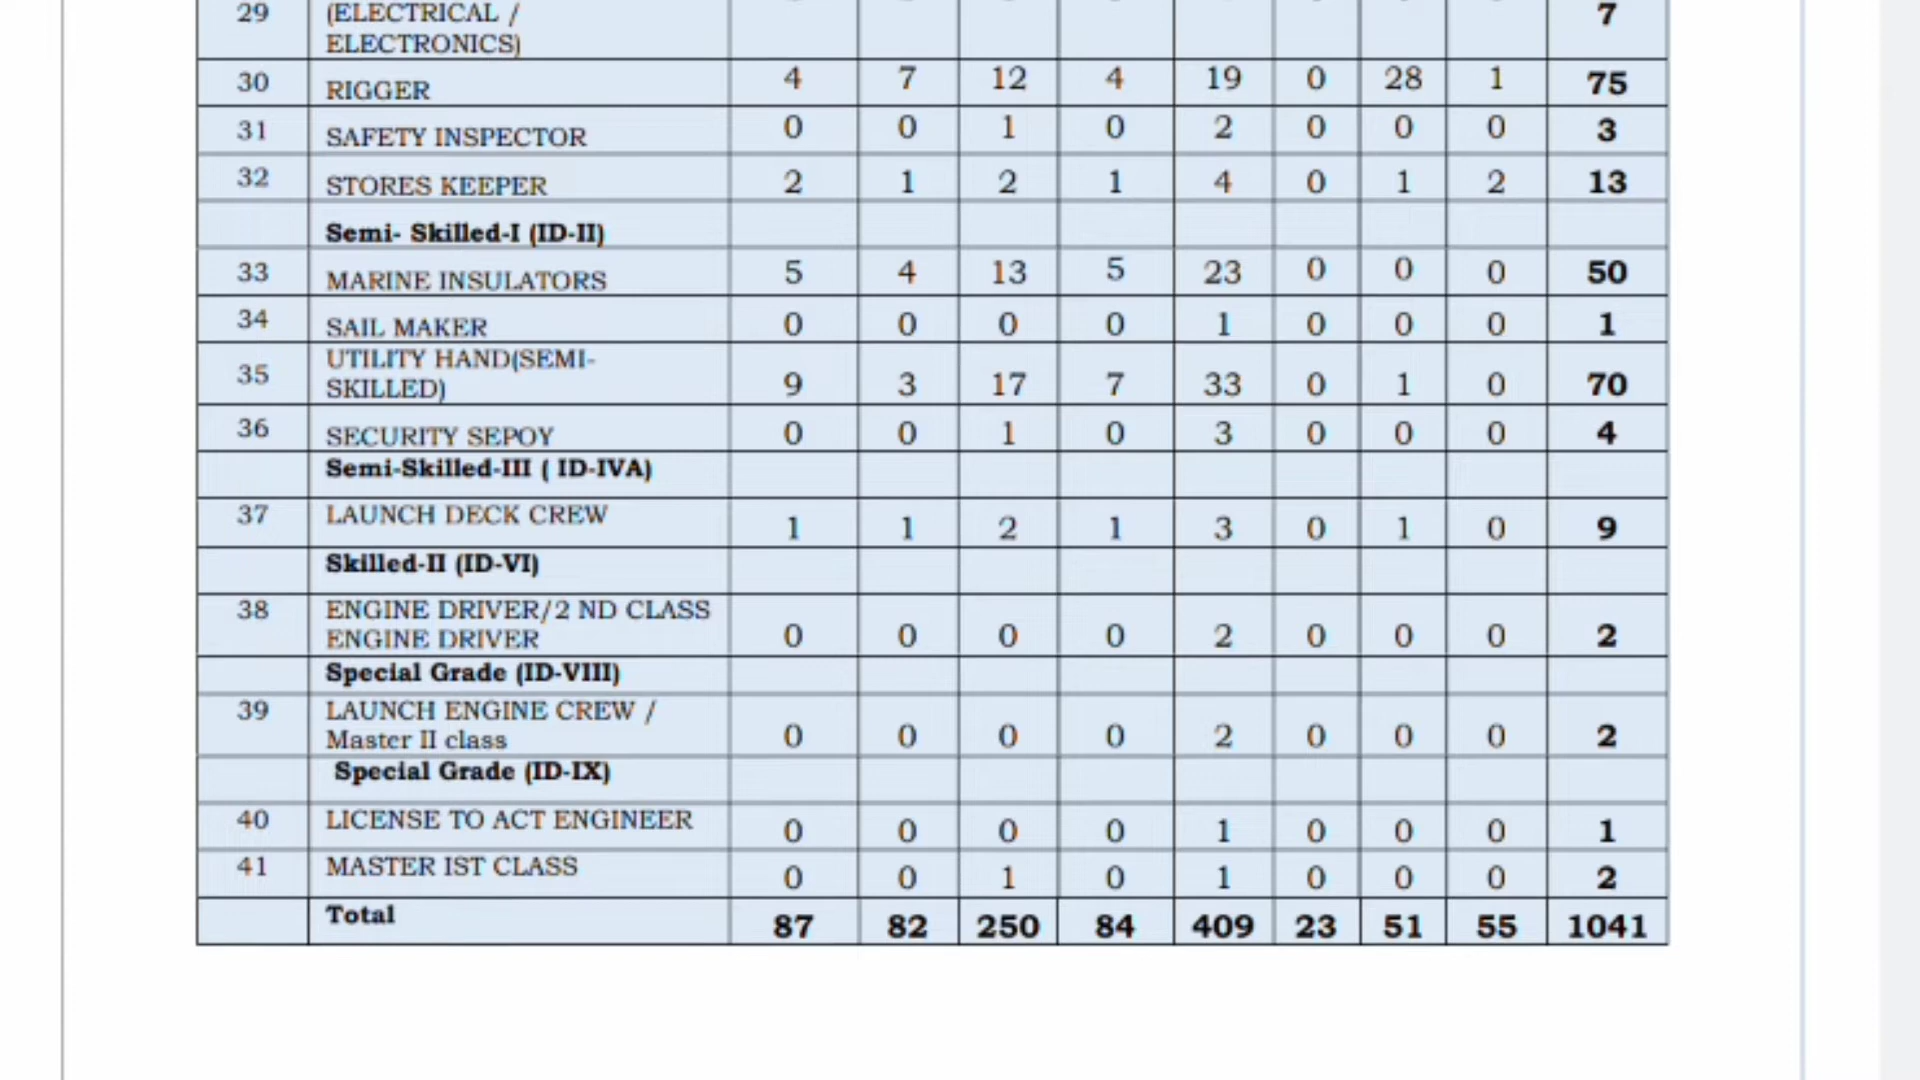 29 (ELECTRICAL / 7
ELECTRONICS)
30 RIGGER 4 7 12 4 19 0 28 1 75
31 SAFETY INSPECTOR 0 0 1 0 2 0 0 0 3
32 STORES KEEPER 2 1 2 1 4 0 1 2 13
Semi- Skilled-I (ID-II)
33 MARINE INSULATORS 5 4 13 5 23 0 0 0 50
34 SAIL MAKER 0 0 0 0 1 0 0 0 1
35 UTILITY HAND(SEMI-
SKILLED) 9 3 17 7 33 0 1 0 70
36 SECURITY SEPOY 0 0 1 0 3 0 0 0 4
Semi-Skilled-III ( ID-IVA)
37 LAUNCH DECK CREW 1 1 2 1 3 0 1 0 9
Skilled-II (ID-VI)
38 ENGINE DRIVER/2 ND CLASS
ENGINE DRIVER 0 0 0 0 2 0 0 0 2
Special Grade (ID-VIII)
39 LAUNCH ENGINE CREW /
Master II class 0 0 0 0 2 0 0 0 2
Special Grade (ID-IX)
40 LICENSE TO ACT ENGINEER 0 0 0 0 1 0 0 0 1
41 MASTER IST CLASS 0 0 1 0 1 0 0 0 2
Total 87 82 250 84 409 23 51 55 1041